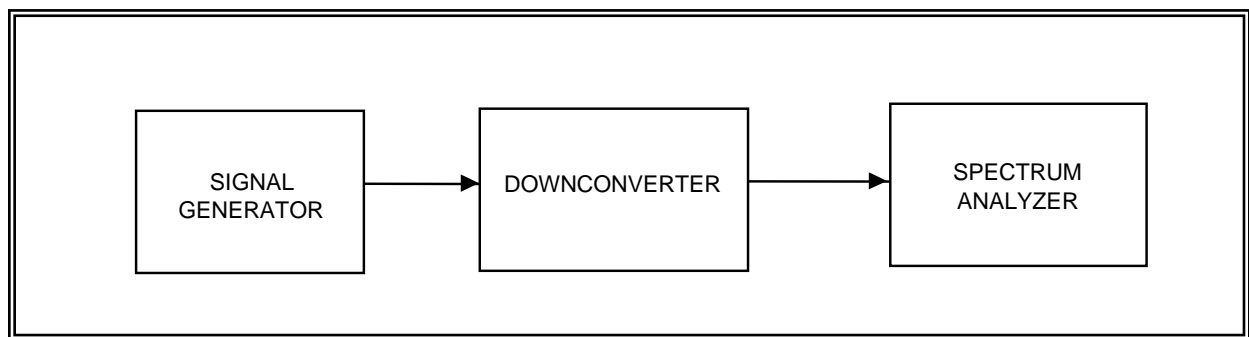 SIGNAL
GENERATOR
DOWNCONVERTER
SPECTRUM
ANALYZER